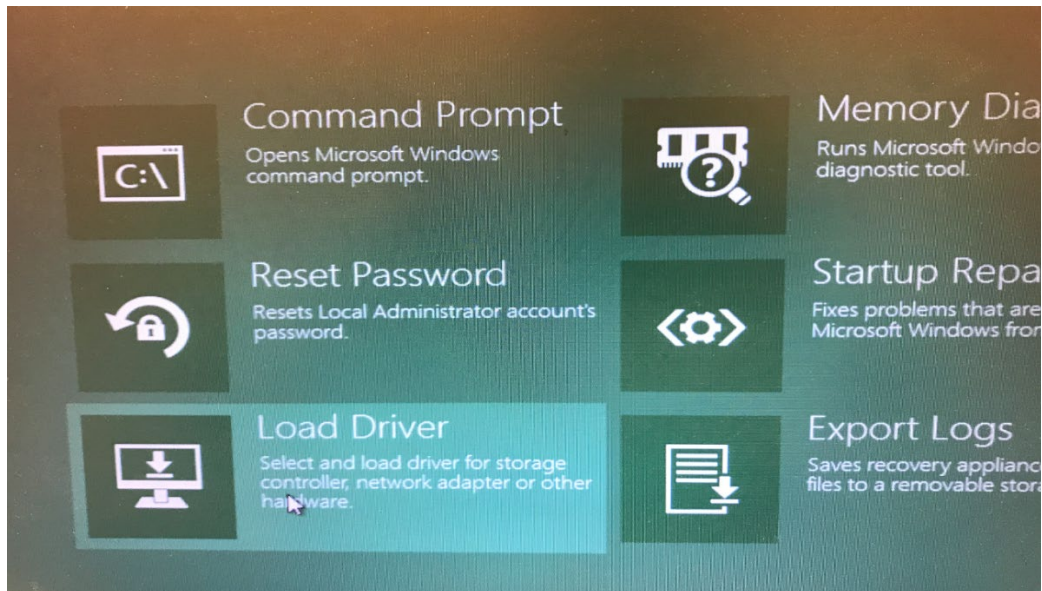 C:\
Command Prompt
Opens Microsoft Windows
command prompt.
Memory Dia
Runs Microsoft Windo
diagnostic tool.
?
Reset Password
Resets Local Administrator account's
password.
Startup Repa
Fixes problems that are
Microsoft Windows from
Load Driver
Select and load driver for storage
controller, network adapter or other
hardware.
Export Logs
Saves recovery appliance
files to a removable stora